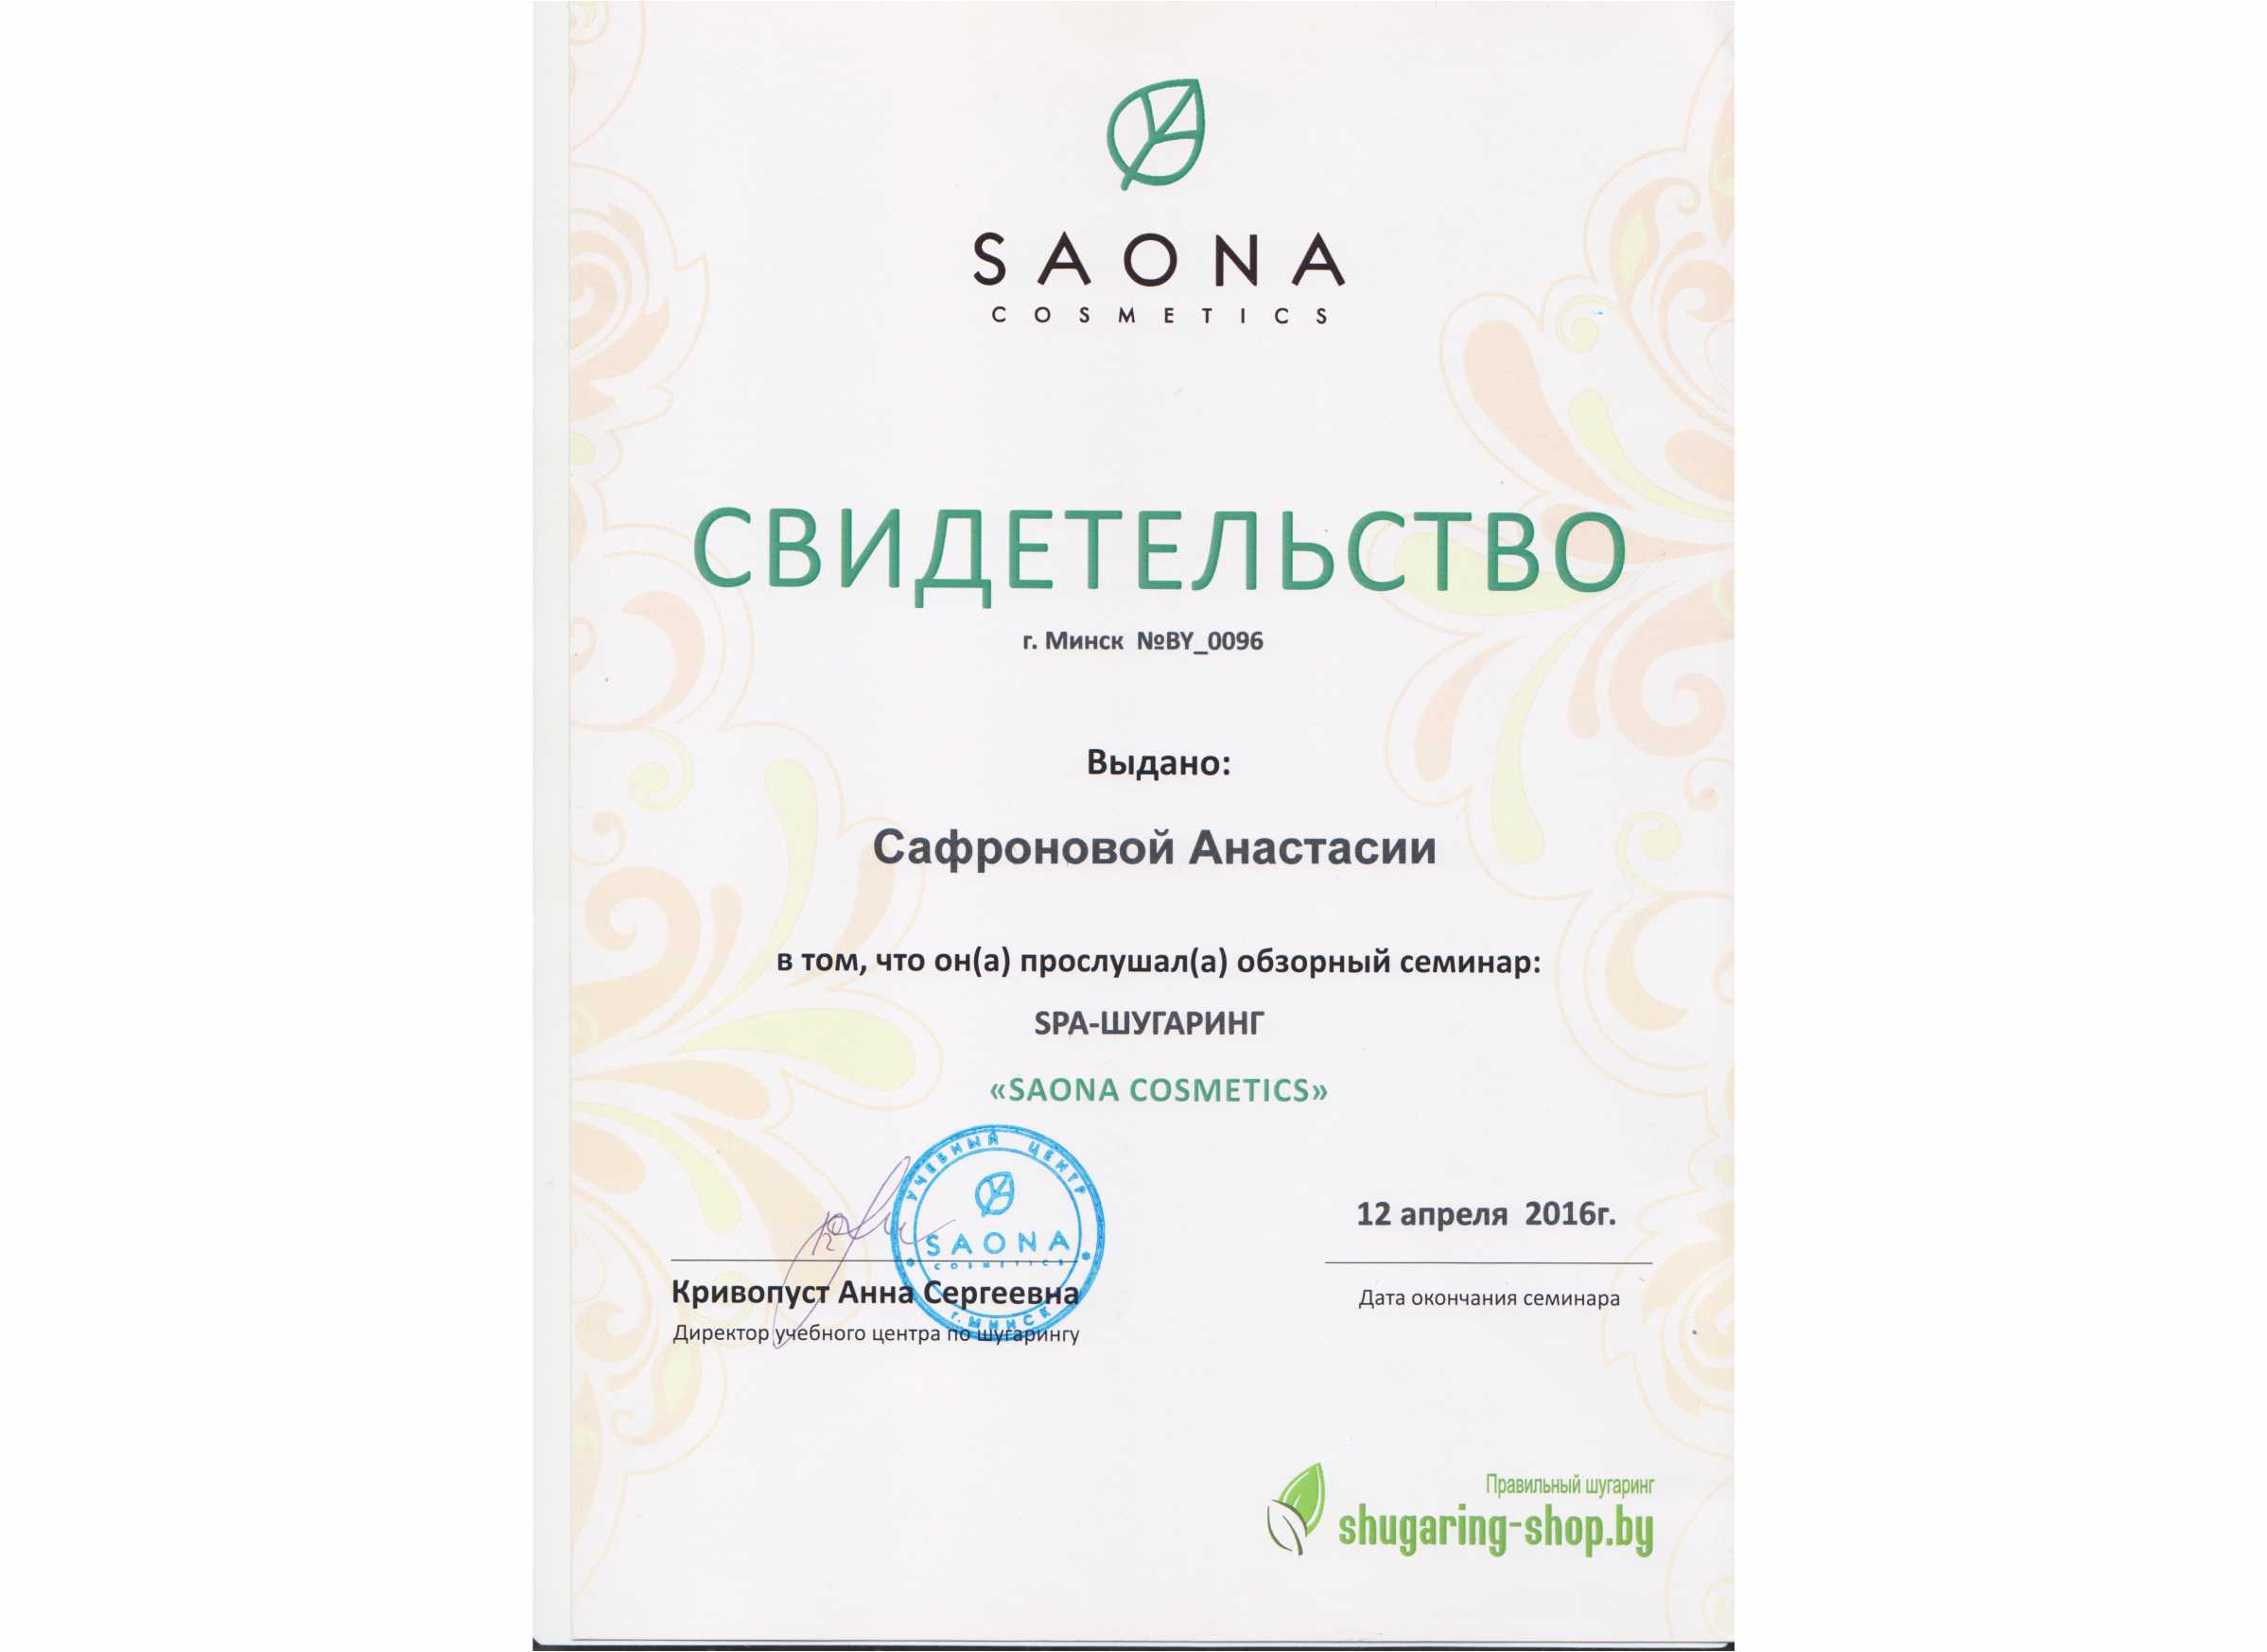 SAONA
COSMETICS
СВИДЕТЕЛЬСТВО
г. Минск №BY_0096
Выдано:
Сафроновой Анастасии
в том, что он(а) прослушал(а) обзорный семинар:
SPA-ШУГАРИНГ
«SAONA COSMETICS»
УЧЕБНЫЙ ЦЕНТР
SAONA
COSMETICS
г. МИНСК
12 апреля 2016г.
Кривопуст Анна Сергеевна
Дата окончания семинара
Директор учебного центра по шугарингу
Правильный шугаринг
shugaring-shop.by